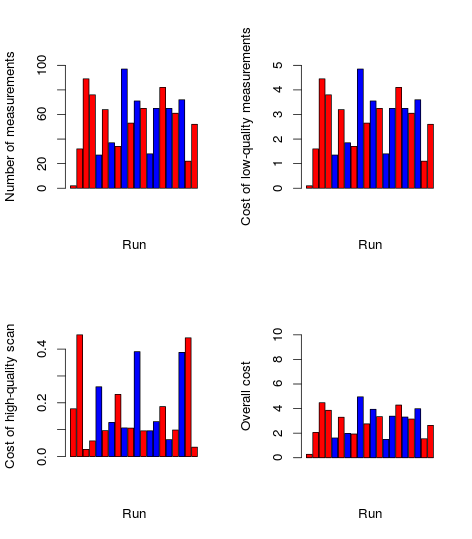 Number of measurements
0
20
60
100
Run
Cost of low-quality measurements
0
1
2
3
4
5
Run
Cost of high-quality scan
0.0
0.2
0.4
Run
Overall cost
0
2
4
6
8
10
Run